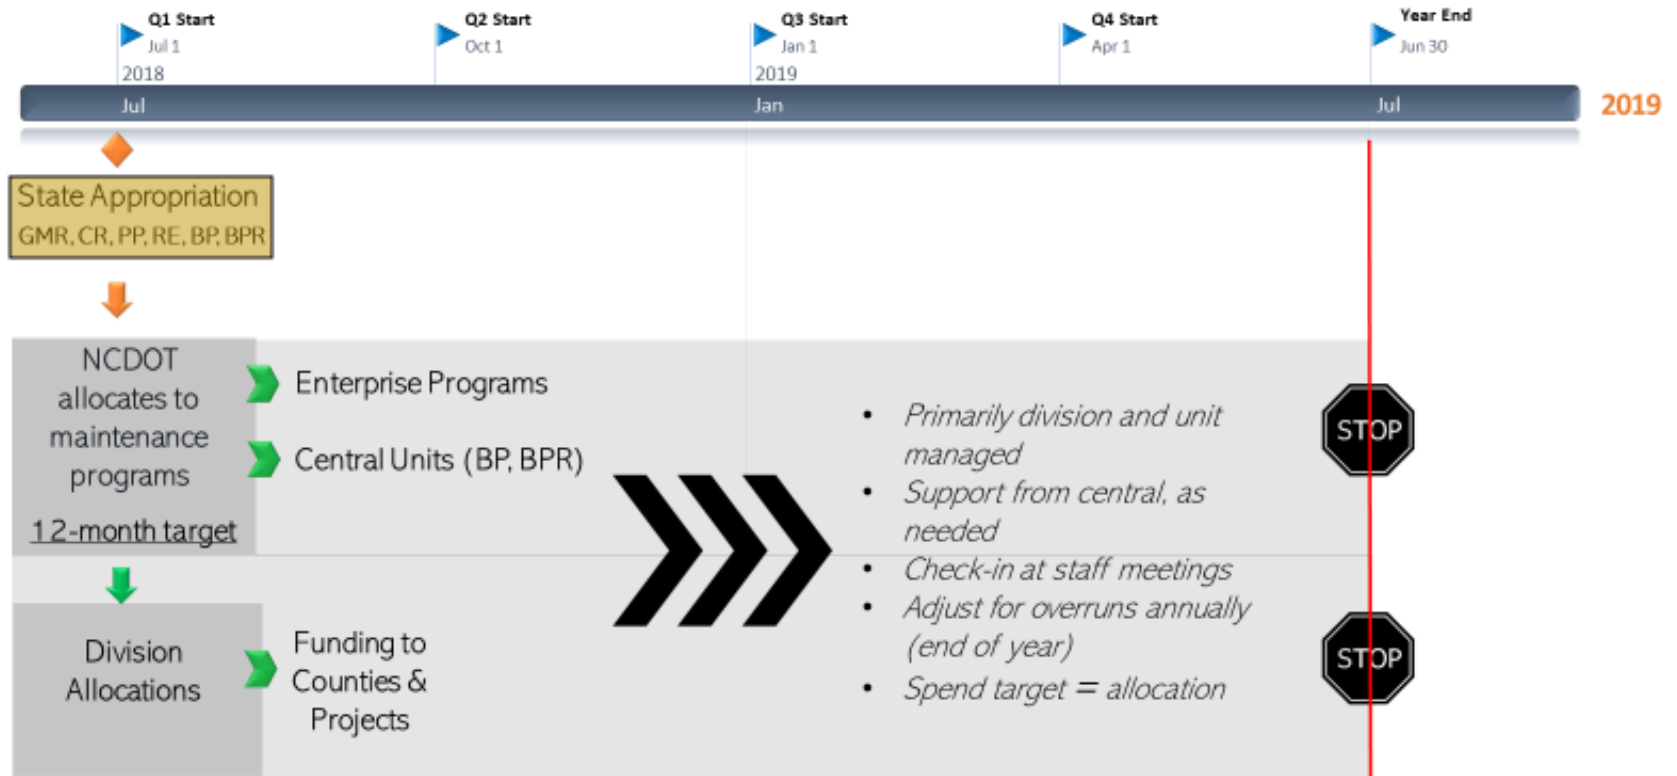 Q1 Start
Jul 1
2018
Q2 Start
Oct 1
Q3 Start
Jan 1
2019
Q4 Start
Apr 1
Year End
Jun 30
Jul
Jan
Jul
2019
State Appropriation
GMR, CR, PP, RE, BP, BPR
NCDOT
allocates to
maintenance
programs
12-month target
Enterprise Programs
Central Units (BP, BPR)
Division
Allocations
Funding to
Counties &
Projects
• Primarily division and unit
managed
• Support from central, as
needed
• Check-in at staff meetings
• Adjust for overruns annually
(end of year)
• Spend target = allocation
STOP
STOP